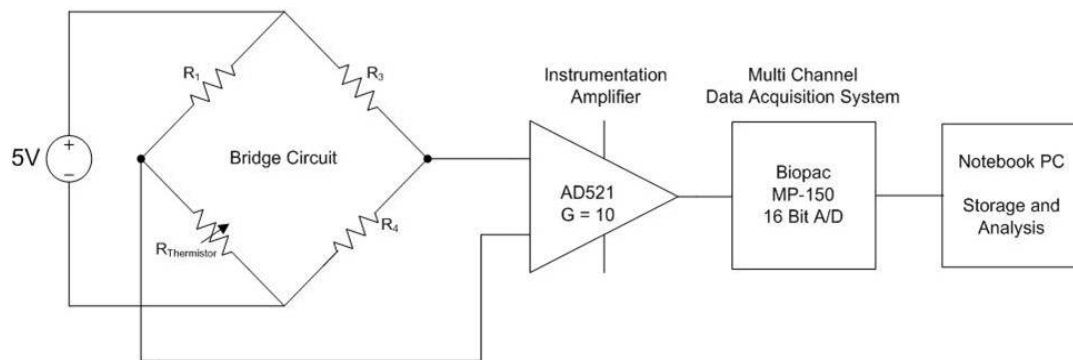 5V
+
−
R1
R3
Bridge Circuit
RThermistor
R4
Instrumentation
Amplifier
AD521
G = 10
Multi Channel
Data Acquisition System
Biopac
MP-150
16 Bit A/D
Notebook PC
Storage and
Analysis